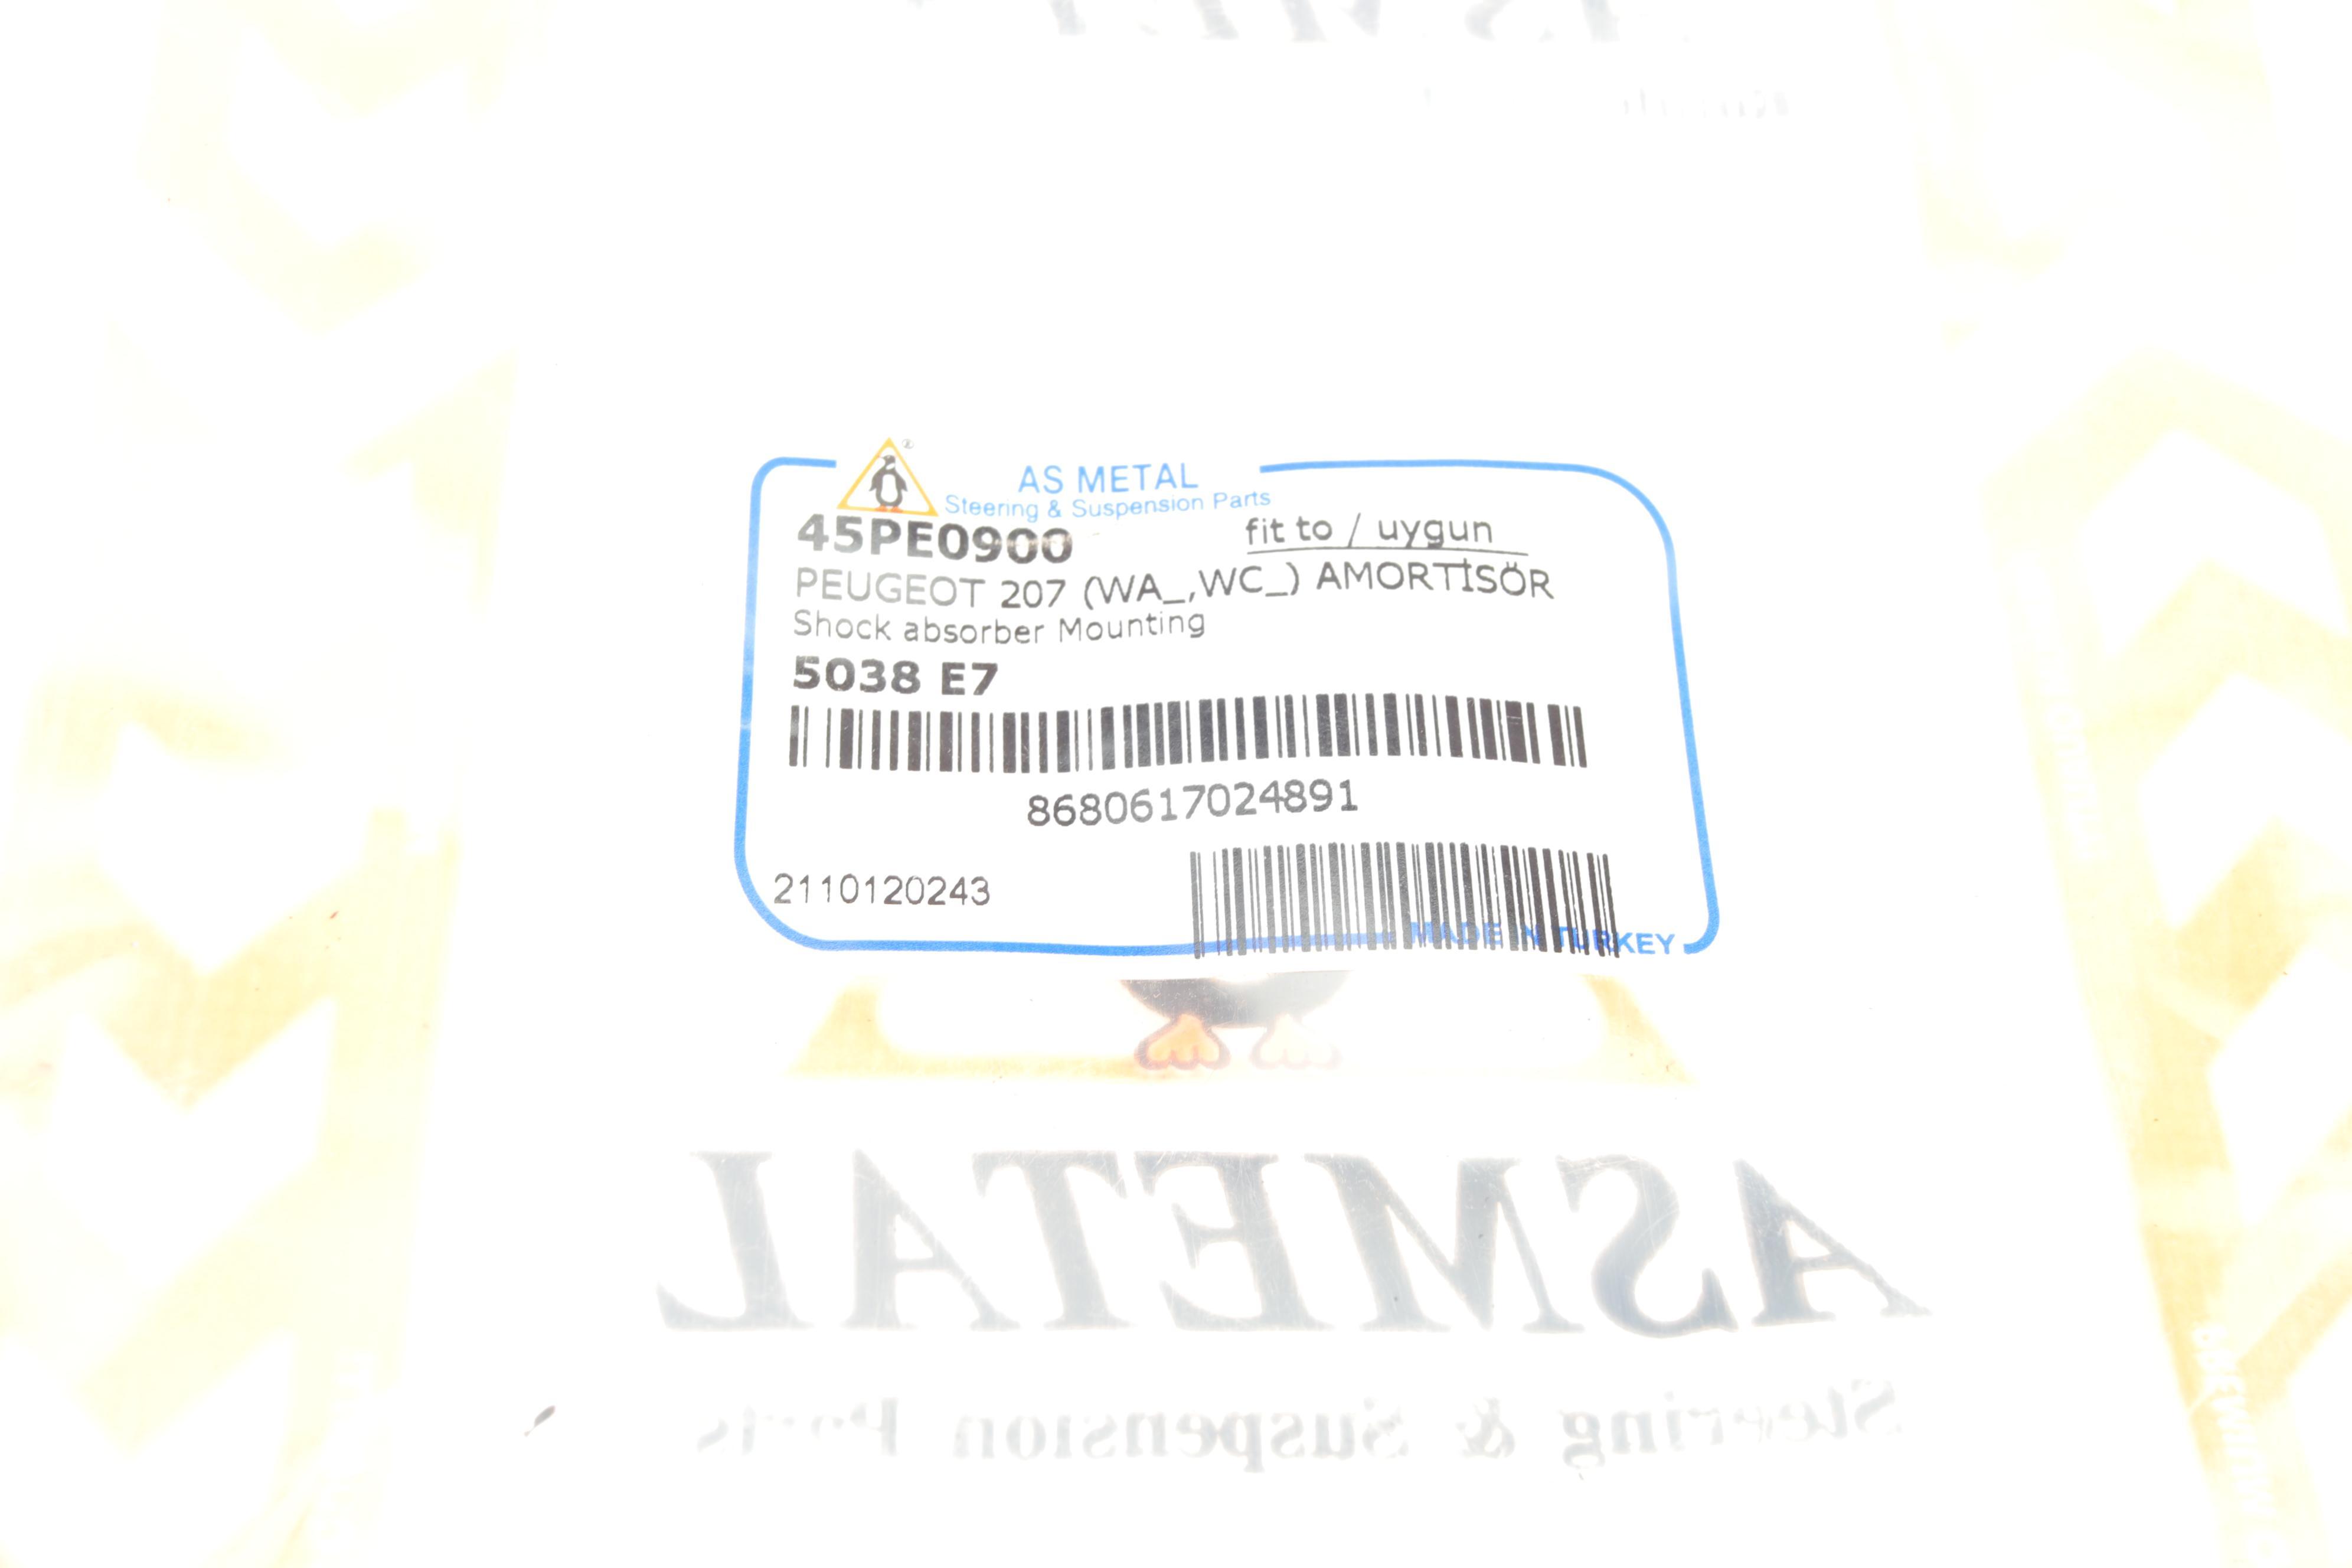 AS METAL
Steering & Suspension Parts
45PE0900
fit to / uygun
PEUGEOT 207 (WA_,WC_) AMORTİSÖR
Shock absorber Mounting
5038 E7
8680617024891
2110120243
MADE IN TURKEY
ASMETAL
Steering & Suspension Parts